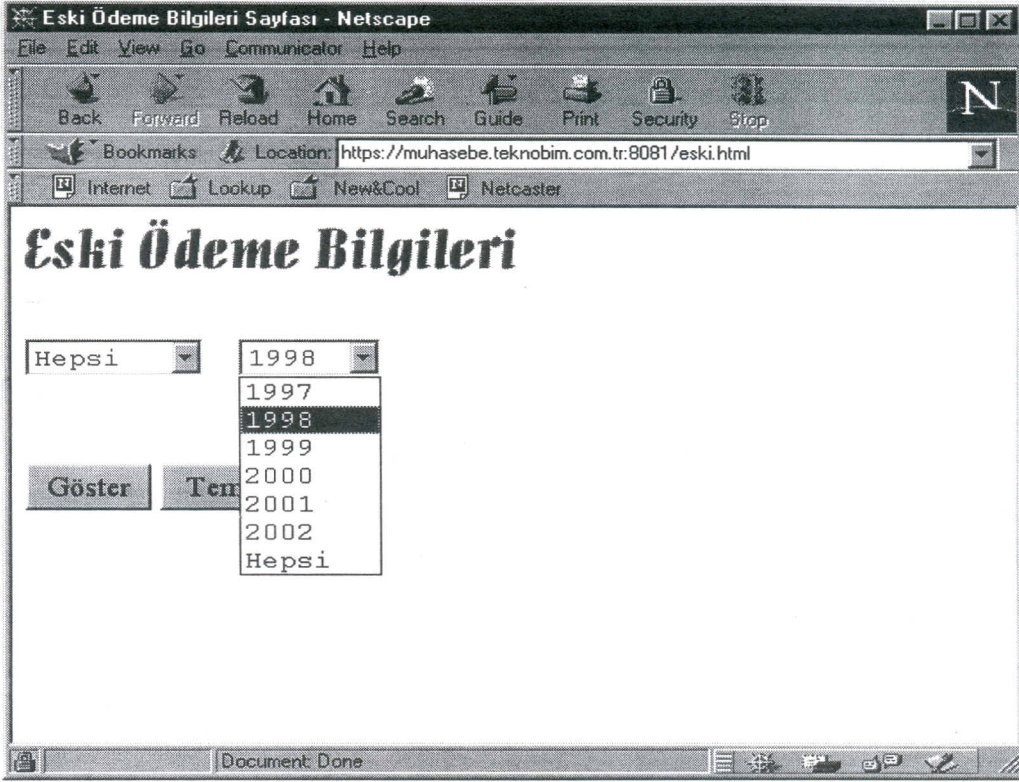 Eski Ödeme Bilgileri Sayfası - Netscape
File Edit View Go Communicator Help
Back Forward Reload Home Search Guide Print Security Stop
N
Bookmarks Location: https://muhasebe.teknobim.com.tr:8081/eski.html
Internet Lookup New&Cool Netcaster
Eski Ödeme Bilgileri
Hepsi 1998
1997
1998
1999
Göster Tem
2000
2001
2002
Hepsi
Document: Done